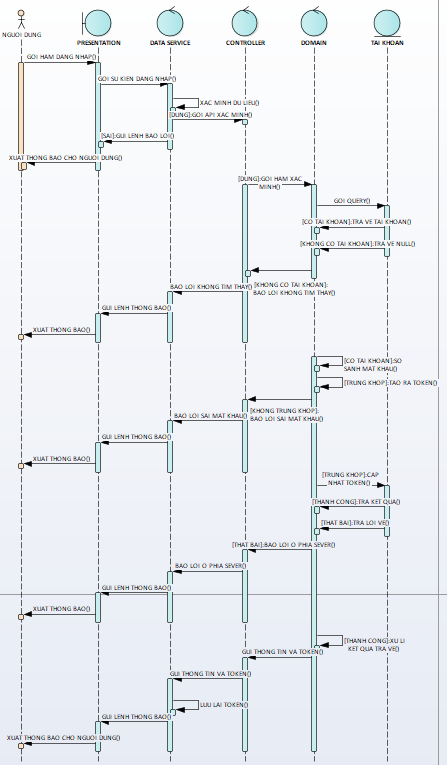 NGUOI DUNG
PRESENTATION
DATA SERVICE
CONTROLLER
DOMAIN
TAI KHOAN
GOI HAM DANG NHAP()
GOI SU KIEN DANG NHAP()
XAC MINH DU LIEU()
[DUNG]:GOI API XAC MINH()
[SAI]:GUI LENH BAO LOI()
XUAT THONG BAO CHO NGUOI DUNG()
[DUNG]:GOI HAM XAC
MINH()
GOI QUERY()
[CO TAI KHOAN]:TRA VE TAI KHOAN()
[KHONG CO TAI KHOAN]:TRA VE NULL()
[KHONG CO TAI KHOAN]:
BAO LOI KHONG TIM THAY()
BAO LOI KHONG TIM THAY()
GUI LENH THONG BAO()
XUAT THONG BAO()
[CO TAI KHOAN]:SO
SANH MAT KHAU()
[TRUNG KHOP]:TAO RA TOKEN()
[KHONG TRUNG KHOP]:
BAO LOI SAI MAT KHAU()
BAO LOI SAI MAT KHAU()
GUI LENH THONG BAO()
XUAT THONG BAO()
[TRUNG KHOP]:CAP
NHAT TOKEN()
[THANH CONG]:TRA KET QUA()
[THAT BAI]:TRA LOI VE()
[THAT BAI]:BAO LOI O PHIA SEVER()
BAO LOI O PHIA SEVER()
GUI LENH THONG BAO()
XUAT THONG BAO()
[THANH CONG]:XU LI
KET QUA TRA VE()
GUI THONG TIN VA TOKEN()
GUI THONG TIN VA TOKEN()
LUU LAI TOKEN()
GUI LENH THONG BAO()
XUAT THONG BAO CHO NGUOI DUNG()